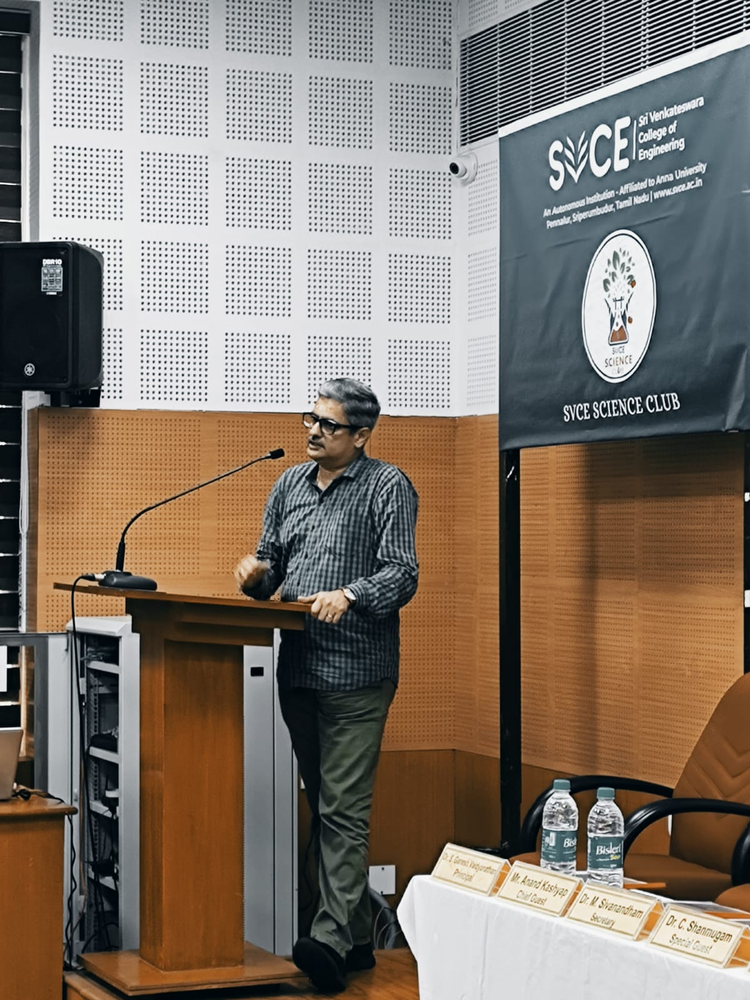 SVCE
Sri Venkateswara
College of
Engineering
An Autonomous Institution - Affiliated to Anna University
Pennalur, Sriperumbudur, Tamil Nadu | www.svce.ac.in
SVCE
SCIENCE
CLUB
SVCE SCIENCE CLUB
DBR10
Bisleri
Dr. S. Ganesh Vaidyanathan
Principal
Mr. Anand Kashyap
Chief Guest
Dr. M. Sivanandham
Secretary
Dr. C. Shanmugam
Special Guest